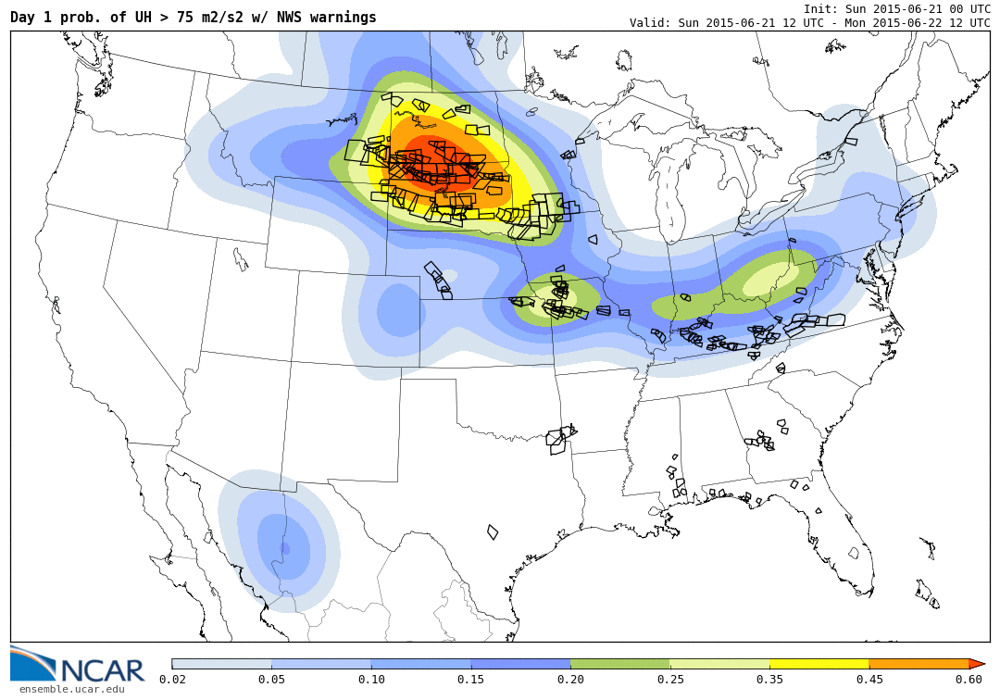 Day 1 prob. of UH > 75 m2/s2 w/ NWS warnings
Init: Sun 2015-06-21 00 UTC
Valid: Sun 2015-06-21 12 UTC - Mon 2015-06-22 12 UTC
NCAR
ensemble.ucar.edu
0.02 0.05 0.10 0.15 0.20 0.25 0.35 0.45 0.60